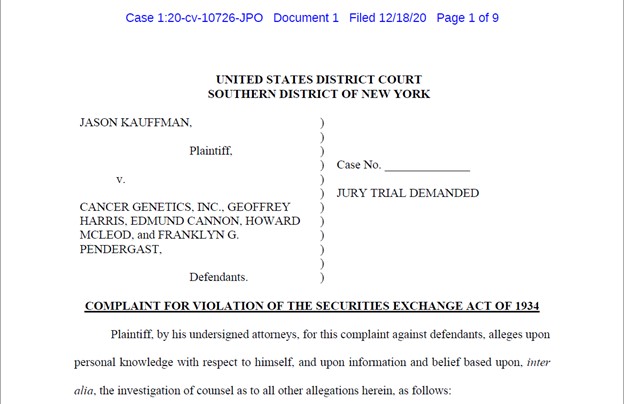 Case 1:20-cv-10726-JPO Document 1 Filed 12/18/20 Page 1 of 9
UNITED STATES DISTRICT COURT
SOUTHERN DISTRICT OF NEW YORK
JASON KAUFFMAN,
Plaintiff,
v.
CANCER GENETICS, INC., GEOFFREY
HARRIS, EDMUND CANNON, HOWARD
MCLEOD, and FRANKLYN G.
PENDERGAST,
Defendants.
)
)
)
)
)
)
)
)
)
)
)
)
Case No. _______________
JURY TRIAL DEMANDED
COMPLAINT FOR VIOLATION OF THE SECURITIES EXCHANGE ACT OF 1934
Plaintiff, by his undersigned attorneys, for this complaint against defendants, alleges upon
personal knowledge with respect to himself, and upon information and belief based upon, inter
alia, the investigation of counsel as to all other allegations herein, as follows: